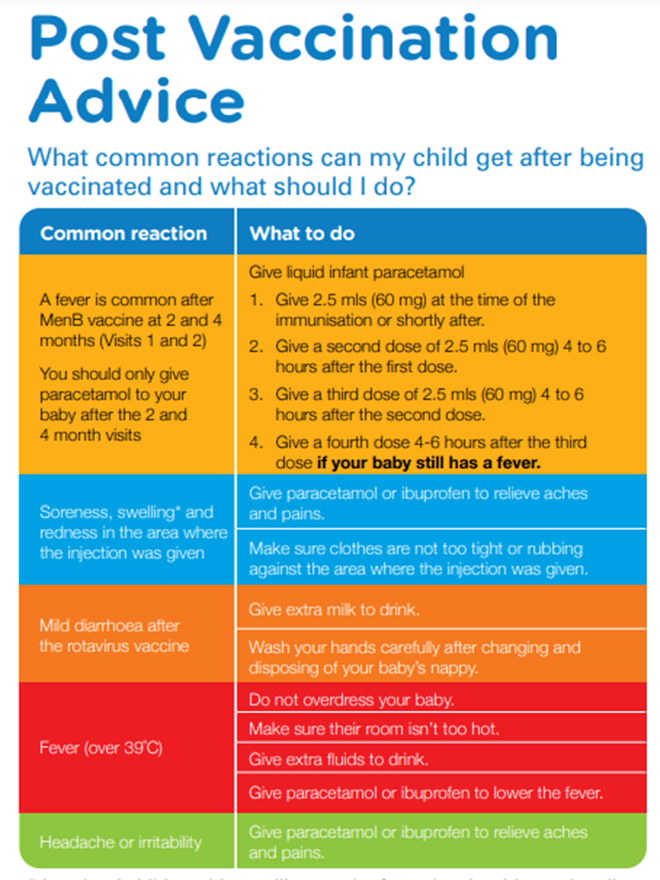 Post Vaccination
Advice
What common reactions can my child get after being
vaccinated and what should I do?
Common reaction
What to do
A fever is common after
MenB vaccine at 2 and 4
months (Visits 1 and 2)
You should only give
paracetamol to your
baby after the 2 and
4 month visits
Give liquid infant paracetamol
1. Give 2.5 mls (60 mg) at the time of the
immunisation or shortly after.
2. Give a second dose of 2.5 mls (60 mg) 4 to 6
hours after the first dose.
3. Give a third dose of 2.5 mls (60 mg) 4 to 6
hours after the second dose.
4. Give a fourth dose 4-6 hours after the third
dose if your baby still has a fever.
Soreness, swelling* and
redness in the area where
the injection was given
Give paracetamol or ibuprofen to relieve aches
and pains.
Make sure clothes are not too tight or rubbing
against the area where the injection was given.
Mild diarrhoea after
the rotavirus vaccine
Give extra milk to drink.
Wash your hands carefully after changing and
disposing of your baby's nappy.
Fever (over 39°C)
Do not overdress your baby.
Make sure their room isn't too hot.
Give extra fluids to drink.
Give paracetamol or ibuprofen to lower the fever.
Headache or irritability
Give paracetamol or ibuprofen to relieve aches
and pains.